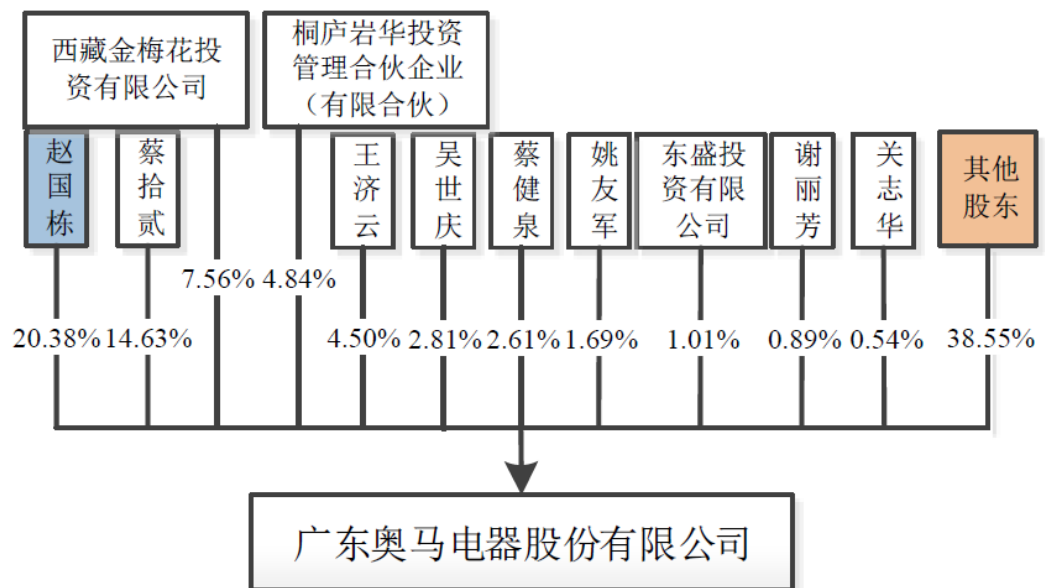 西藏金梅花投
资有限公司
桐庐岩华投资
管理合伙企业
（有限合伙）
赵国栋
蔡拾贰
王济云
吴世庆
蔡健泉
姚友军
东盛投
资有限
公司
谢丽芳
关志华
其他
股东
7.56%
4.84%
20.38%
14.63%
4.50%
2.81%
2.61%
1.69%
1.01%
0.89%
0.54%
38.55%
广东奥马电器股份有限公司